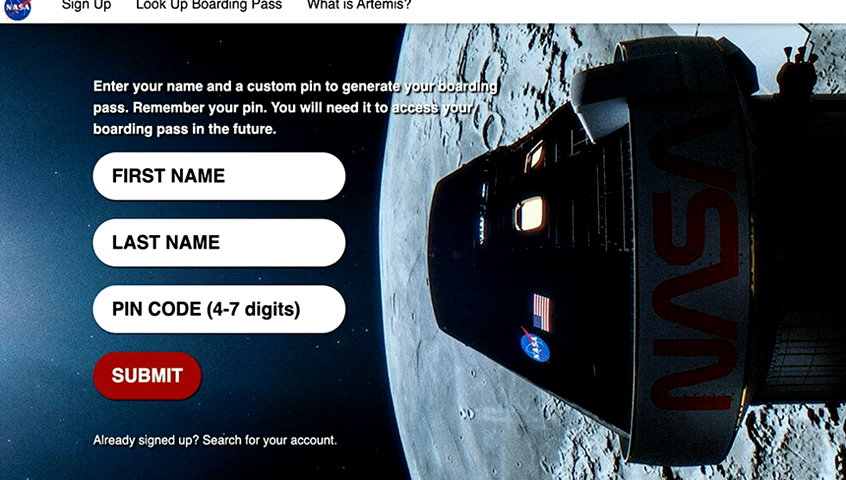 NASA
Sign Up Look Up Boarding Pass What is Artemis?
Enter your name and a custom pin to generate your boarding
pass. Remember your pin. You will need it to access your
boarding pass in the future.
FIRST NAME
LAST NAME
PIN CODE (4-7 digits)
SUBMIT
Already signed up? Search for your account.
NASA
NASA